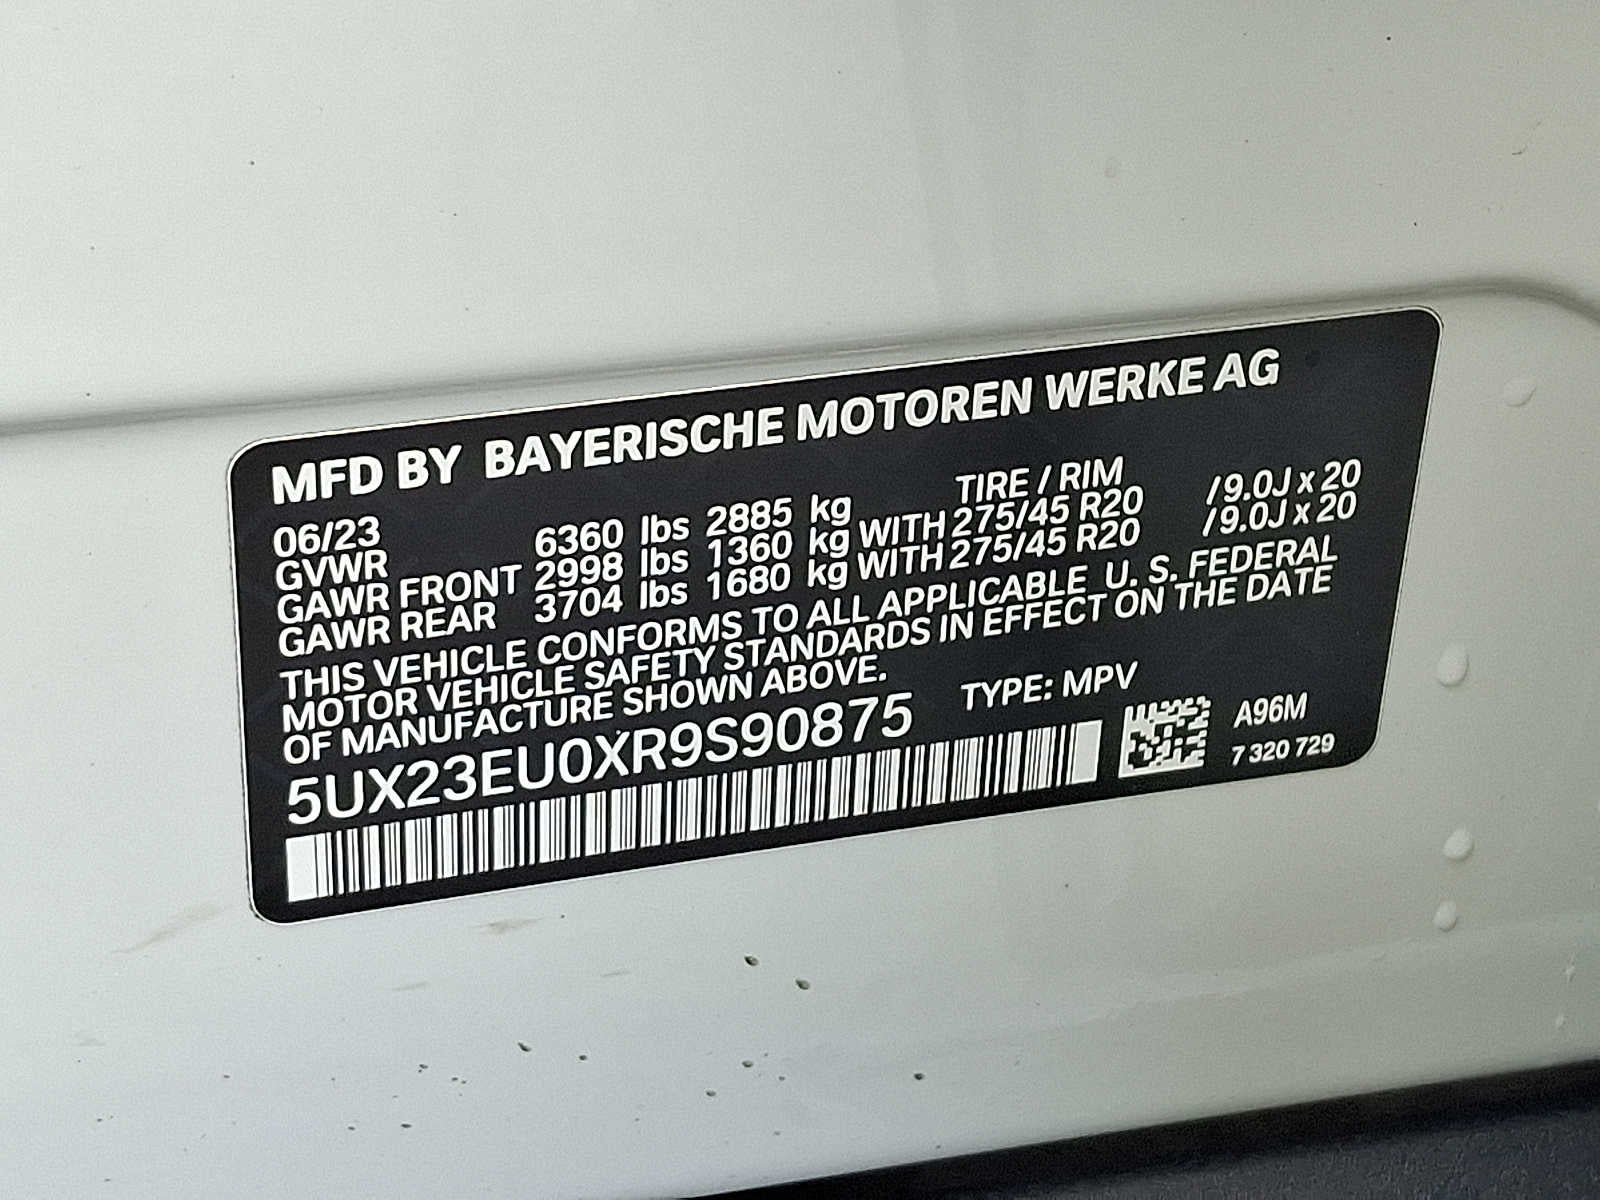 MFD BY BAYERISCHE MOTOREN WERKE AG
06/23 TIRE / RIM
GVWR 6360 lbs 2885 kg
GAWR FRONT 2998 lbs 1360 kg WITH 275/45 R20 /9.0J x 20
GAWR REAR 3704 lbs 1680 kg WITH 275/45 R20 /9.0J x 20
THIS VEHICLE CONFORMS TO ALL APPLICABLE U. S. FEDERAL
MOTOR VEHICLE SAFETY STANDARDS IN EFFECT ON THE DATE
OF MANUFACTURE SHOWN ABOVE.
5UX23EU0XR9S90875 TYPE: MPV
A96M
7 320 729